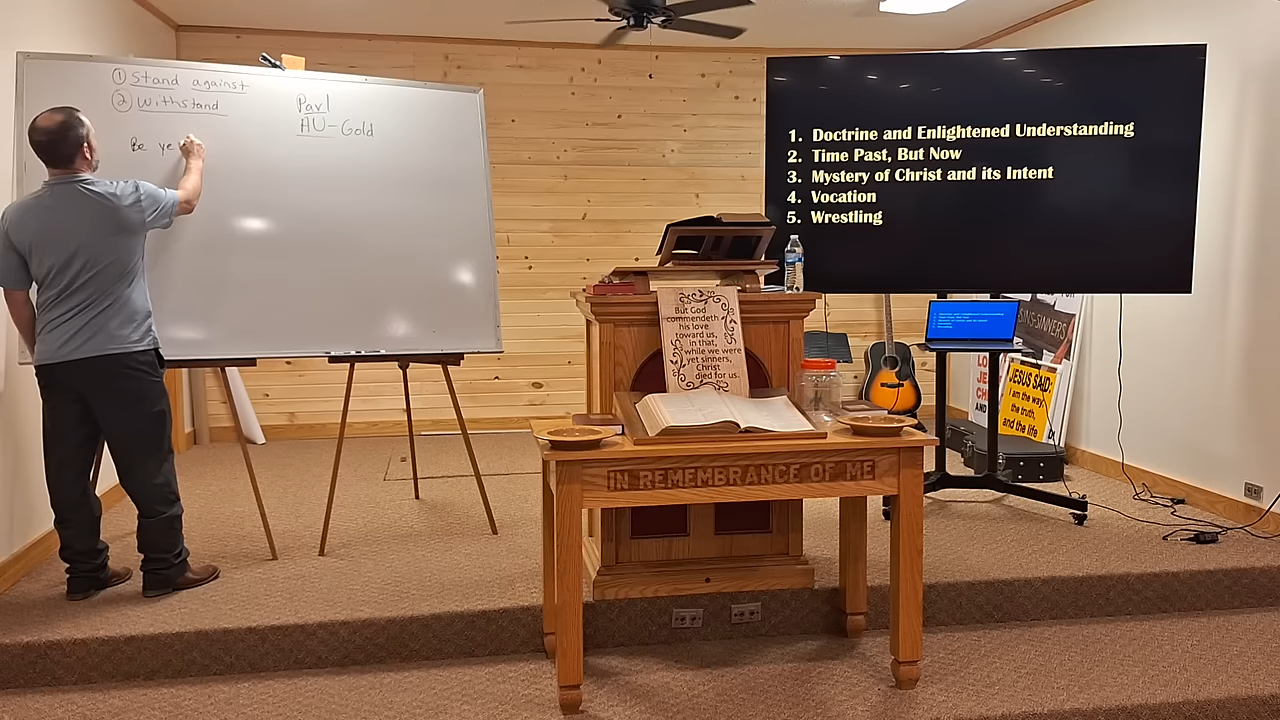 ① Stand against
② Withstand
Be ye
Paul
AU-Gold
1. Doctrine and Enlightened Understanding
2. Time Past, But Now
3. Mystery of Christ and its Intent
4. Vocation
5. Wrestling
But God
commendeth
his love
toward us,
in that,
while we were
yet sinners,
Christ
died for us.
IN REMEMBRANCE OF ME
JESUS SAID:
I am the way,
the truth,
and the life